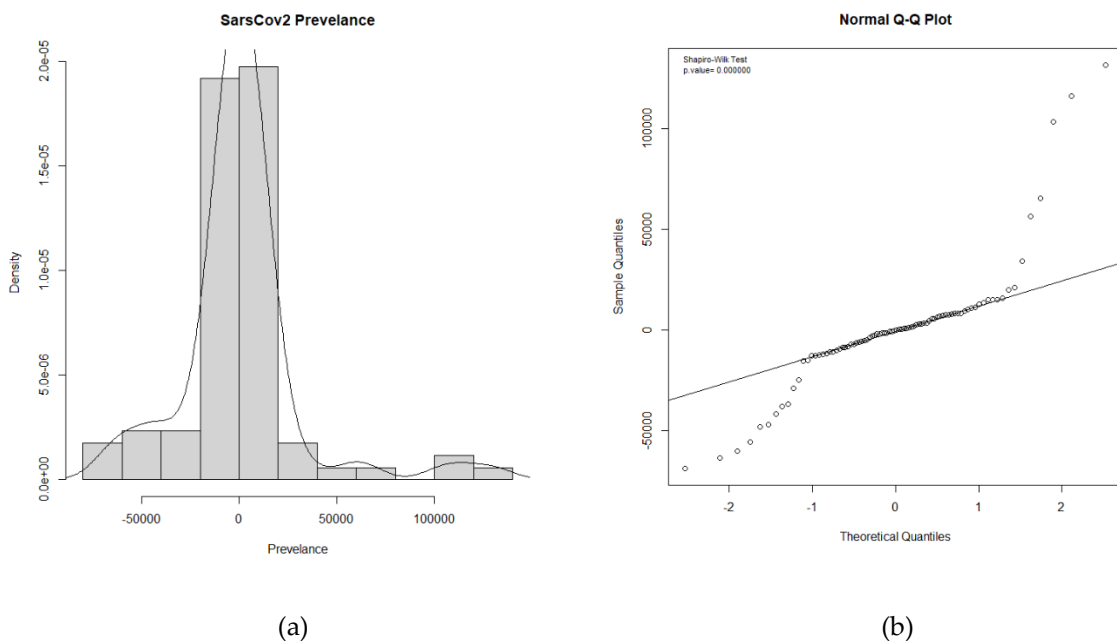 SarsCov2 Prevelance
Density
0.0e+00
5.0e-06
1.0e-05
1.5e-05
2.0e-05
-50000
0
50000
100000
Prevelance
(a)
Normal Q-Q Plot
Shapiro-Wilk Test
p.value= 0.000000
Sample Quantiles
-50000
0
50000
100000
-2
-1
0
1
2
Theoretical Quantiles
(b)